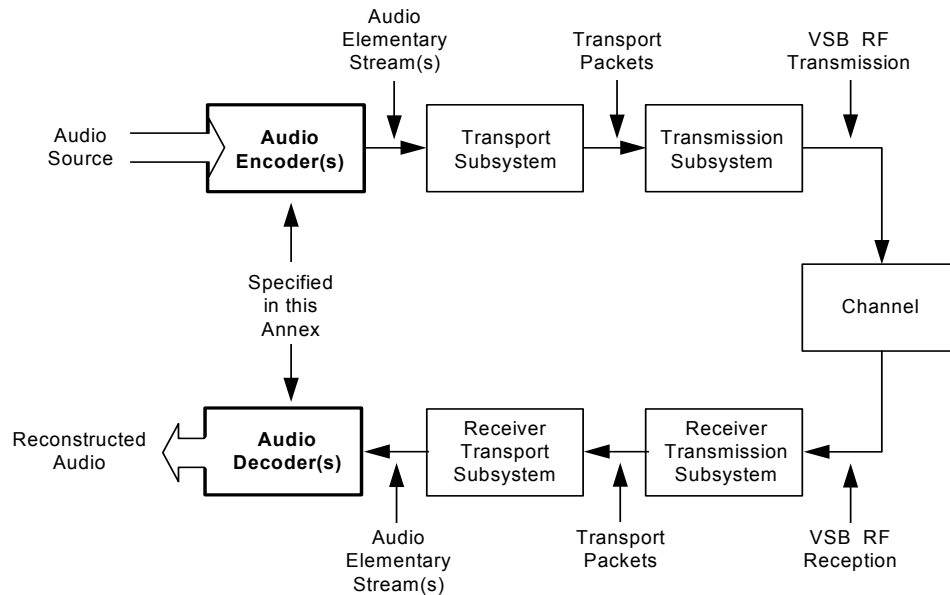 Audio
Elementary
Stream(s)
Transport
Packets
VSB RF
Transmission
Audio
Source
Audio
Encoder(s)
Transport
Subsystem
Transmission
Subsystem
Specified
in this
Annex
Channel
Reconstructed
Audio
Audio
Decoder(s)
Receiver
Transport
Subsystem
Receiver
Transmission
Subsystem
Audio
Elementary
Stream(s)
Transport
Packets
VSB RF
Reception